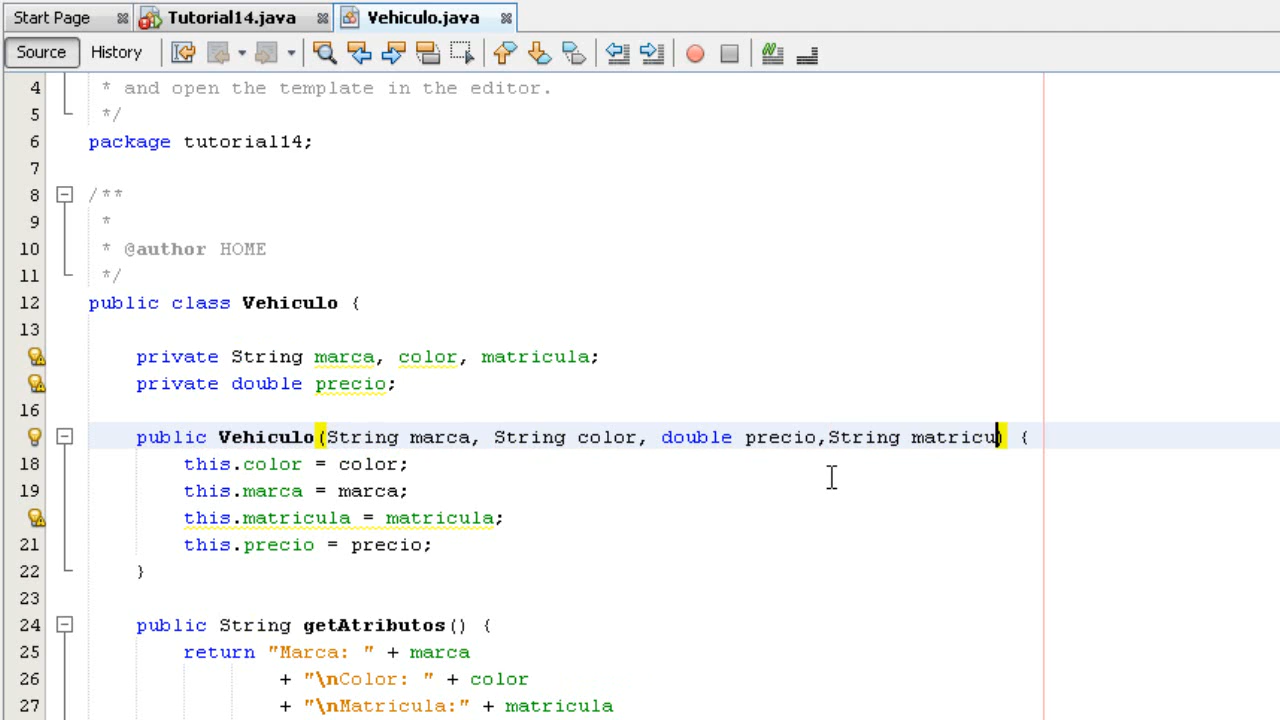 Start Page Tutorial14.java Vehiculo.java
Source History
4 * and open the template in the editor.
5 */
6 package tutorial14;
7
8 /**
9 *
10 * @author HOME
11 */
12 public class Vehiculo {
13
private String marca, color, matricula;
private double precio;
16
public Vehiculo(String marca, String color, double precio,String matricu) {
18 this.color = color;
19 this.marca = marca;
this.matricula = matricula;
21 this.precio = precio;
22 }
23
24 public String getAtributos() {
25 return "Marca: " + marca
26 + "\nColor: " + color
27 + "\nMatricula:" + matricula